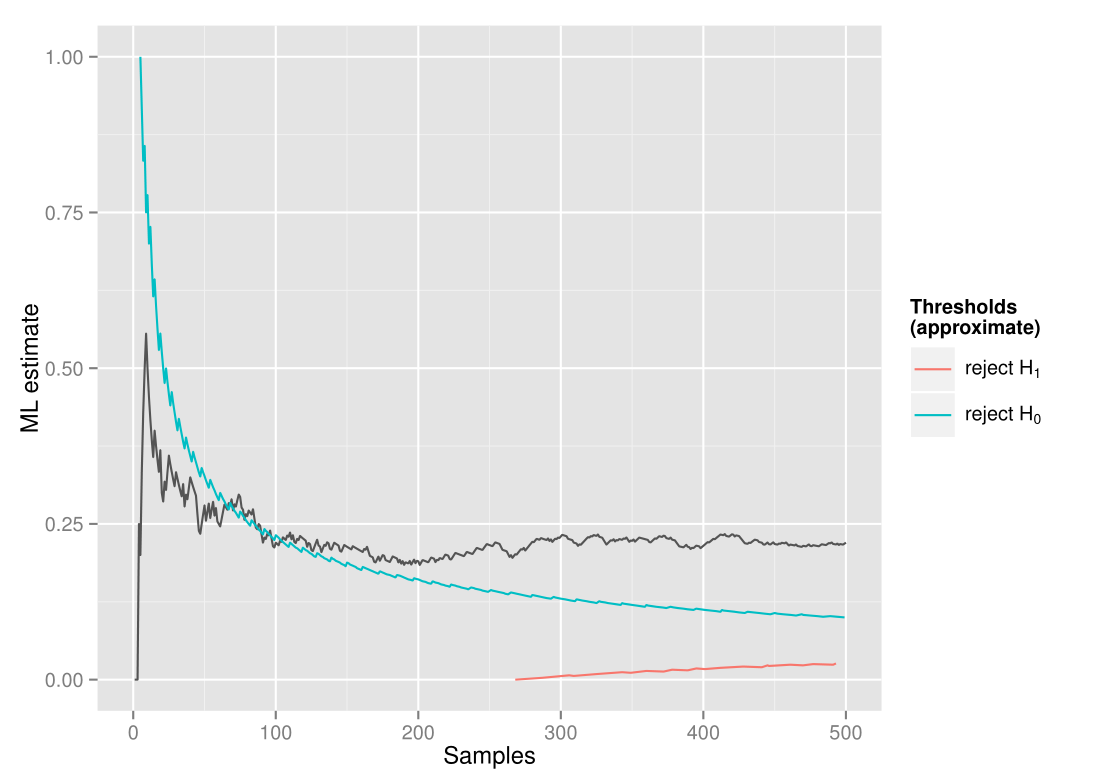 1.00
0.75
0.50
0.25
0.00
ML estimate
0
100
200
300
400
500
Samples
Thresholds
(approximate)
reject H₁
reject H₀